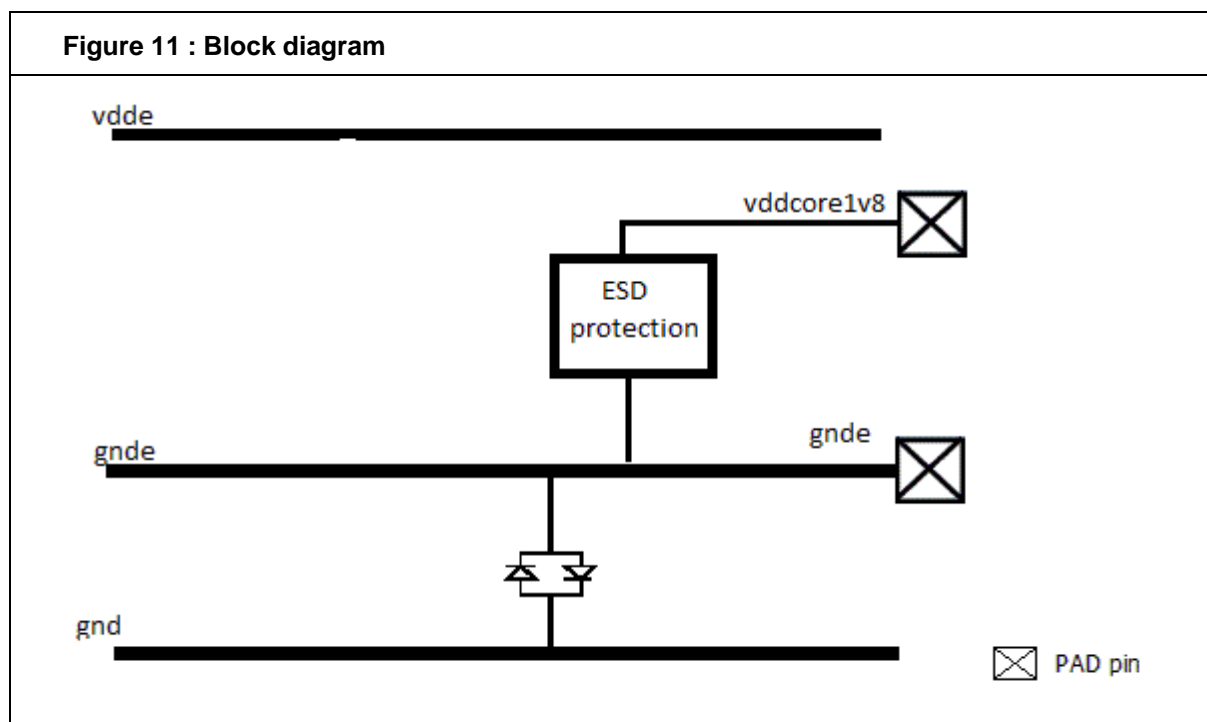 Figure 11 : Block diagram
vdde
vddcore1v8
ESD
protection
gnde
gnde
gnd
PAD pin